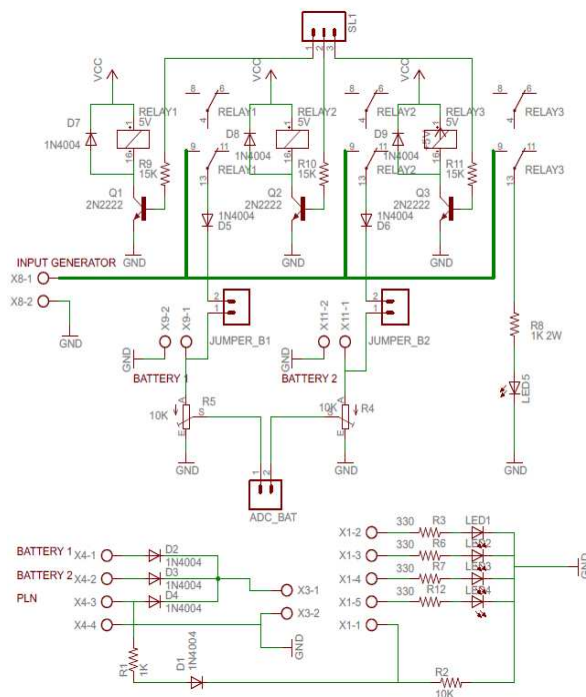 SL1
1 2 3
VCC VCC VCC
8 6 8 6 8 6
4 RELAY1 4 RELAY2 4 RELAY3
D7 1 RELAY1 5V D8 1 RELAY2 5V D9 1 RELAY3 5V
1N4004 1N4004 1N4004
9 11 9 11 9 11
16 RELAY1 16 RELAY2 16 RELAY3
R9 15K R10 15K R11 15K
13 13 13
Q1 Q2 Q3
2N2222 2N2222 2N2222
1N4004 1N4004
D5 D6
GND GND GND
INPUT GENERATOR
X8-1
X8-2
GND
X9-2 X9-1 X11-2 X11-1
2 2
1 1
JUMPER_B1 JUMPER_B2
R8
1K 2W
GND GND
BATTERY 1 BATTERY 2
LED5
A R5 A R4
10K S 10K S
E E
GND GND GND
1 2
ADC_BAT
BATTERY 1 X4-1 D2 1N4004
BATTERY 2 X4-2 D3 1N4004
PLN X4-3 D4 1N4004
X4-4
X3-1
X3-2
GND
R1 1K
D1 1N4004
X1-2 330 R3 LED1
X1-3 330 R6 LED2
X1-4 330 R7 LED3
X1-5 330 R12 LED4
X1-1
GND
R2
10K